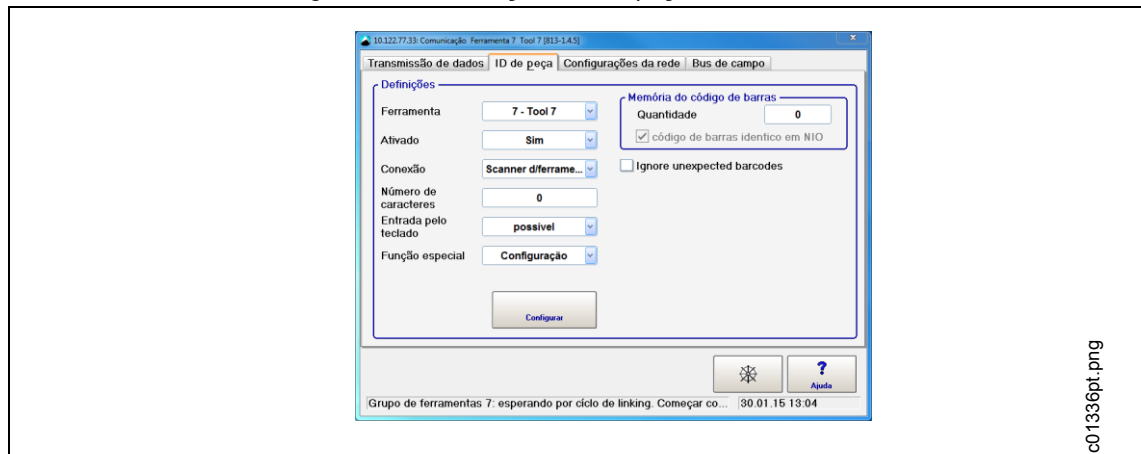 10.122.77.33: Comunicação Ferramenta 7 Tool 7 [813-1.4.5]
x
Transmissão de dados ID de peça Configurações da rede Bus de campo
Definições
Ferramenta 7 - Tool 7
Ativado Sim
Conexão Scanner d/ferrame...
Número de
caracteres 0
Entrada pelo
teclado possivel
Função especial Configuração
Configurar
Memória do código de barras
Quantidade 0
código de barras identico em NIO
Ignore unexpected barcodes
?
Ajuda
Grupo de ferramentas 7: esperando por cíclo de linking. Começar co... 30.01.15 13:04
c01336pt.png